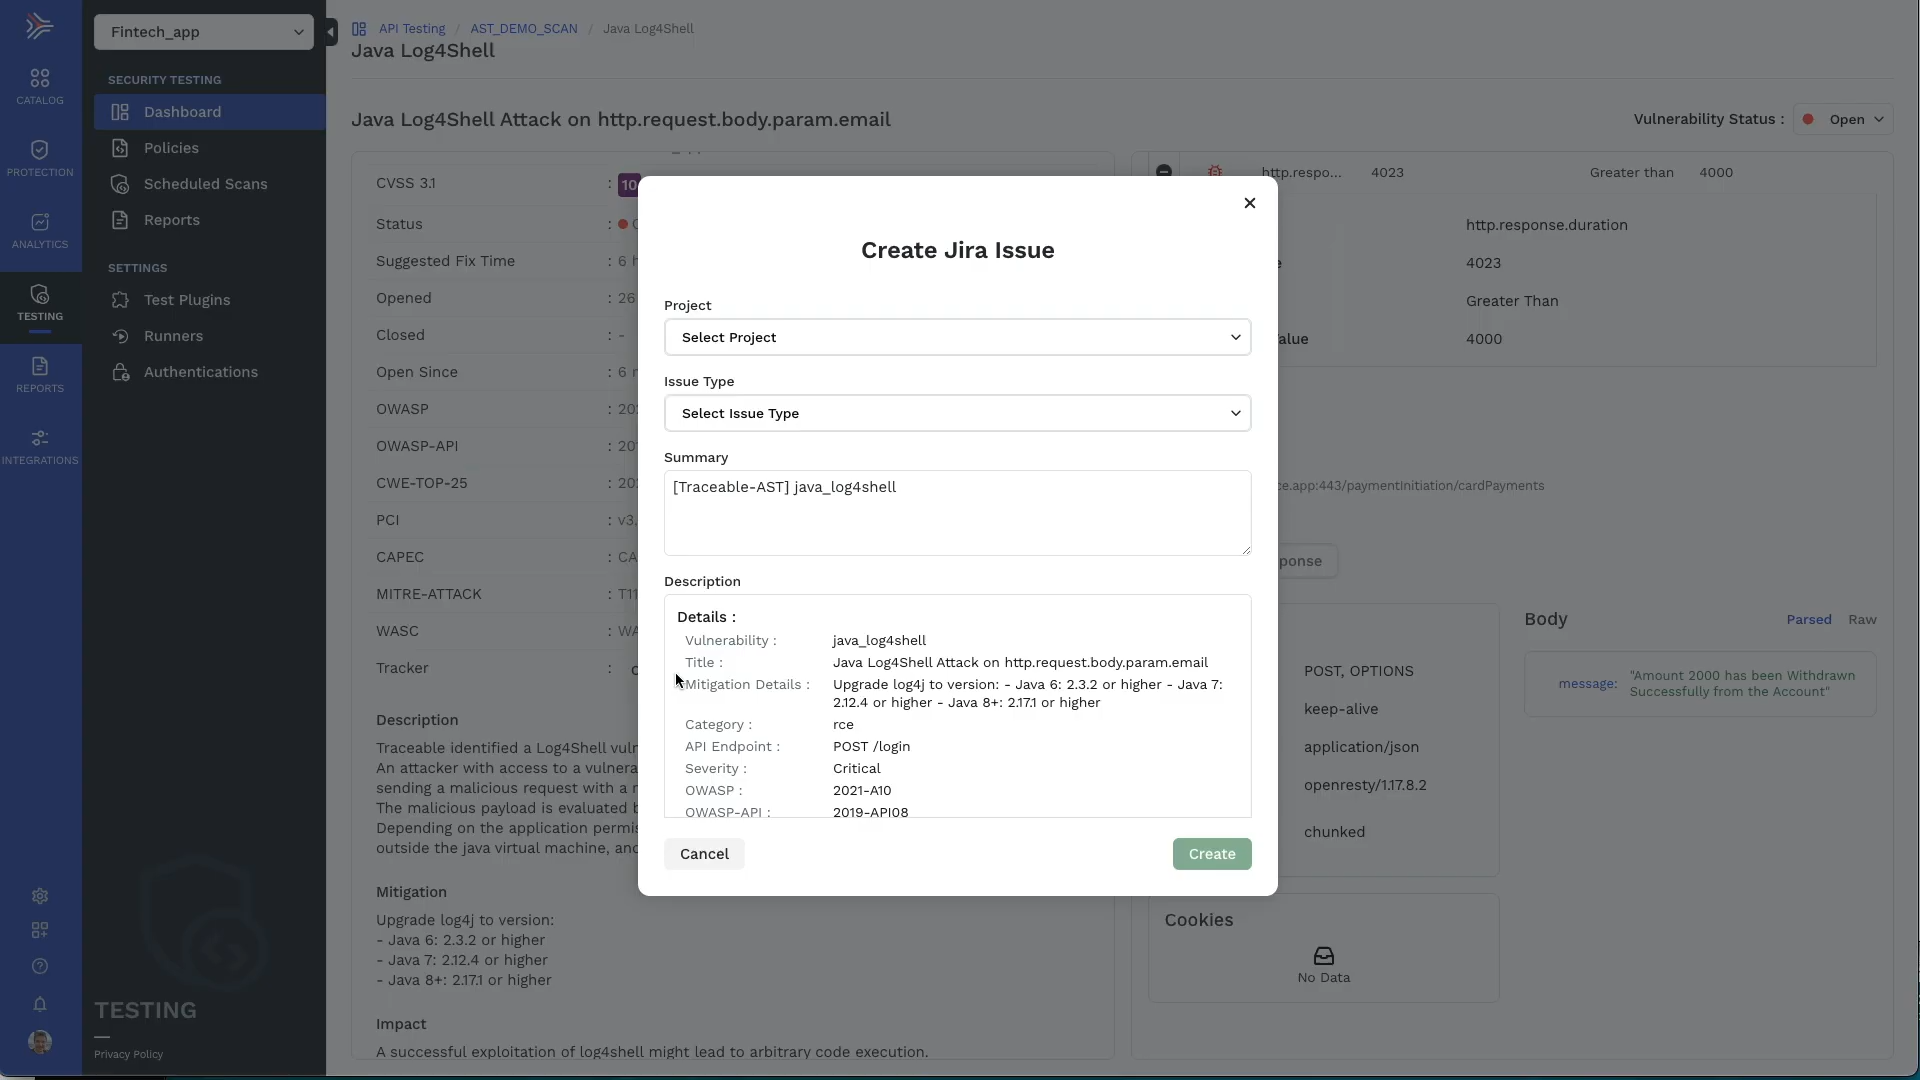 CATALOG
PROTECTION
ANALYTICS
TESTING
REPORTS
INTEGRATIONS
Fintech_app
SECURITY TESTING
Dashboard
Policies
Scheduled Scans
Reports
SETTINGS
Test Plugins
Runners
Authentications
TESTING
Privacy Policy
API Testing / AST_DEMO_SCAN / Java Log4Shell
Java Log4Shell
Java Log4Shell Attack on http.request.body.param.email
Vulnerability Status : Open
CVSS 3.1 : 10
Status :
Suggested Fix Time : 6
Opened : 26
Closed : -
Open Since : 6
OWASP :
OWASP-API :
CWE-TOP-25 :
PCI : v3.
CAPEC :
MITRE-ATTACK :
WASC :
Tracker :
Description
Traceable identified a Log4Shell
An attacker with access to a
sending a malicious request with a
The malicious payload is evaluated
Depending on the application
outside the java virtual machine,
Mitigation
Upgrade log4j to version:
- Java 6: 2.3.2 or higher
- Java 7: 2.12.4 or higher
- Java 8+: 2.17.1 or higher
Impact
A successful exploitation of log4shell might lead to arbitrary code execution.
Create Jira Issue
Project
Select Project
Issue Type
Select Issue Type
Summary
[Traceable-AST] java_log4shell
Description
Details :
Vulnerability : java_log4shell
Title : Java Log4Shell Attack on http.request.body.param.email
Mitigation Details : Upgrade log4j to version: - Java 6: 2.3.2 or higher - Java 7:
2.12.4 or higher - Java 8+: 2.17.1 or higher
Category : rce
API Endpoint : POST /login
Severity : Critical
OWASP : 2021-A10
OWASP-API : 2019-API08
Cancel
Create
http.respo... 4023 Greater than 4000
http.response.duration
4023
Greater Than
alue 4000
ce.app:443/paymentInitiation/cardPayments
ponse
POST, OPTIONS
keep-alive
application/json
openresty/1.17.8.2
chunked
Cookies
No Data
Body
Parsed Raw
message: "Amount 2000 has been Withdrawn
Successfully from the Account"